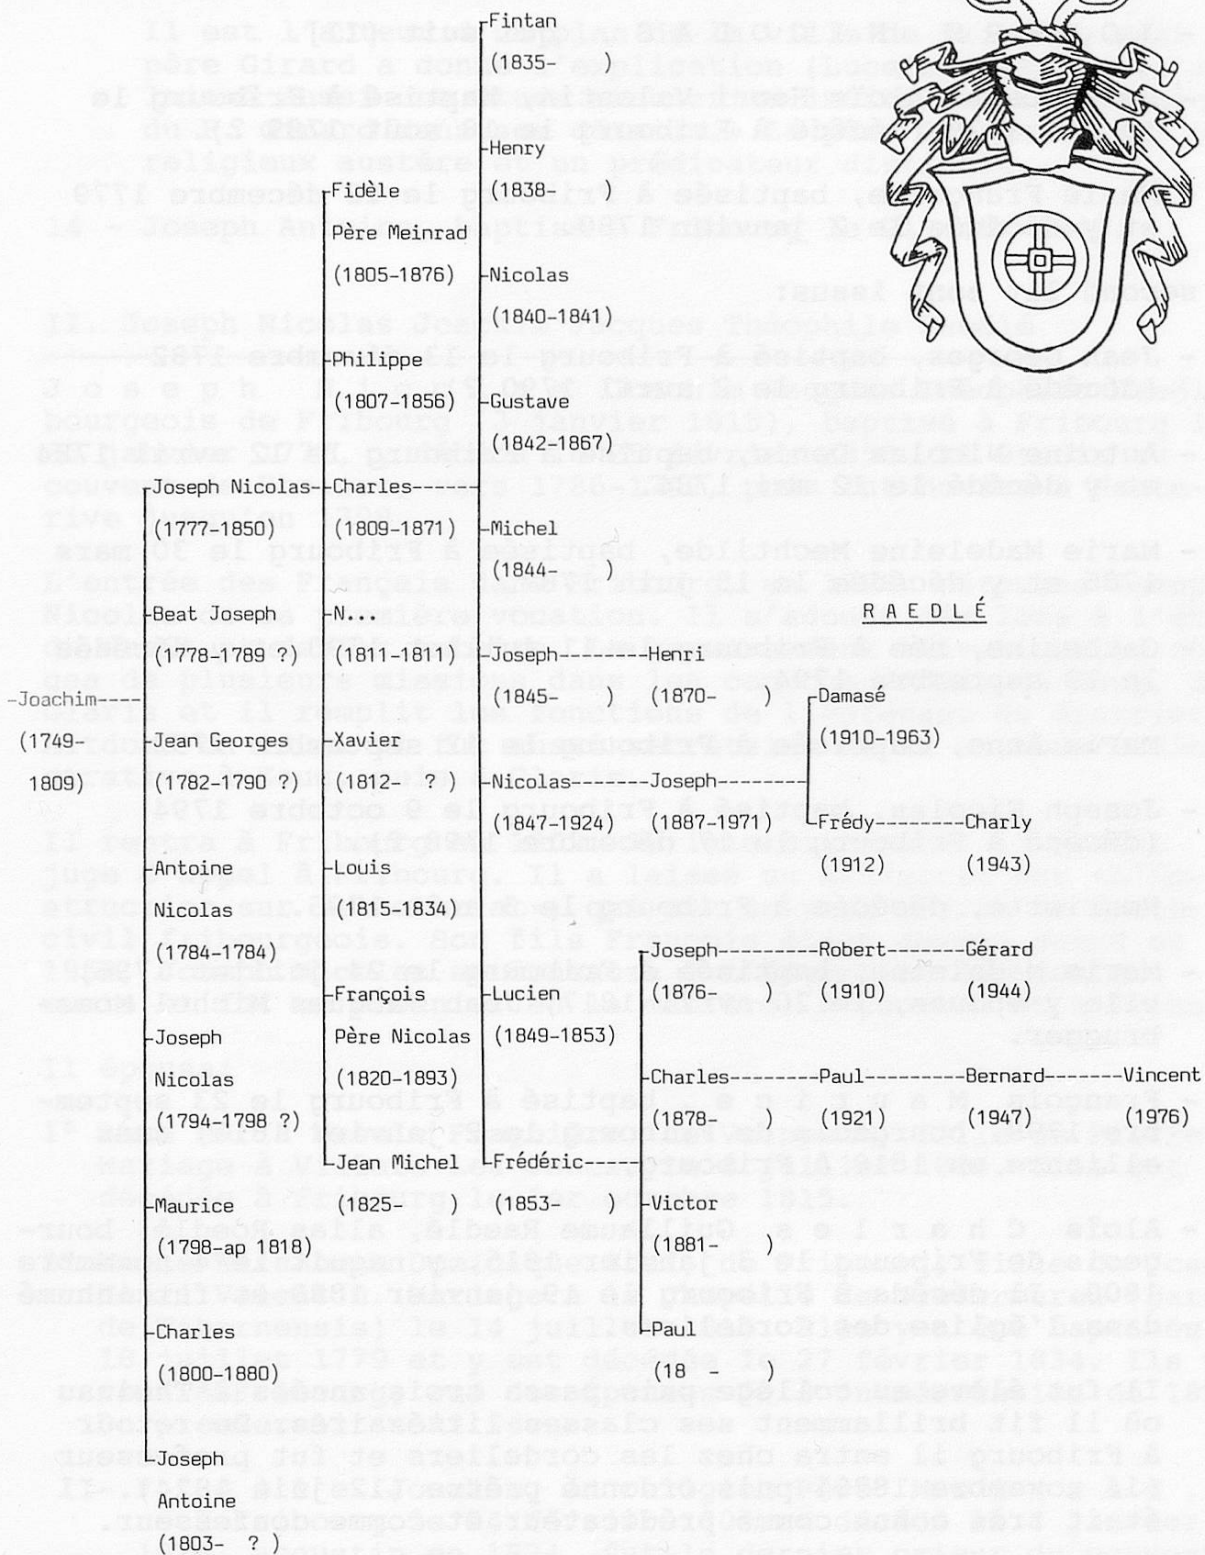 Fintan
(1835-      )
Henry
(1838-      )
Fidèle
Père Meinrad
(1805-1876)
Nicolas
(1840-1841)
Philippe
(1807-1856)
Gustave
(1842-1867)
Joseph Nicolas--Charles
(1777-1850)
(1809-1871)
Michel
(1844-      )
RAEDLÉ
Beat Joseph
(1778-1789 ?)
N...
(1811-1811)
Joseph--------Henri
(1845-      )
(1870-      )
-Joachim----
(1749-
1809)
Damasé
(1910-1963)
Jean Georges
(1782-1790 ?)
Xavier
(1812-  ?  )
Nicolas-------Joseph--------
(1847-1924)
(1887-1971)
Frédy--------Charly
(1912)
(1943)
Antoine
Nicolas
(1784-1784)
Louis
(1815-1834)
Joseph---------Robert-------Gérard
(1876-      )
(1910)
(1944)
François
Père Nicolas
(1820-1893)
Lucien
(1849-1853)
Joseph
Nicolas
(1794-1798 ?)
Charles--------Paul---------Bernard-------Vincent
(1878-      )
(1921)
(1947)
(1976)
Jean Michel
(1825-      )
Frédéric-----
(1853-      )
Maurice
(1798-ap 1818)
Victor
(1881-      )
Charles
(1800-1880)
Paul
(18  -      )
Joseph
Antoine
(1803-  ? )